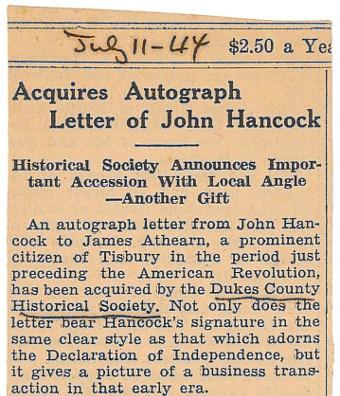 July 11-44 $2.50 a Yea
Acquires Autograph
Letter of John Hancock
Historical Society Announces Impor-
tant Accession With Local Angle
—Another Gift
An autograph letter from John Han-
cock to James Athearn, a prominent
citizen of Tisbury in the period just
preceding the American Revolution,
has been acquired by the Dukes County
Historical Society. Not only does the
letter bear Hancock's signature in the
same clear style as that which adorns
the Declaration of Independence, but
it gives a picture of a business trans-
action in that early era.